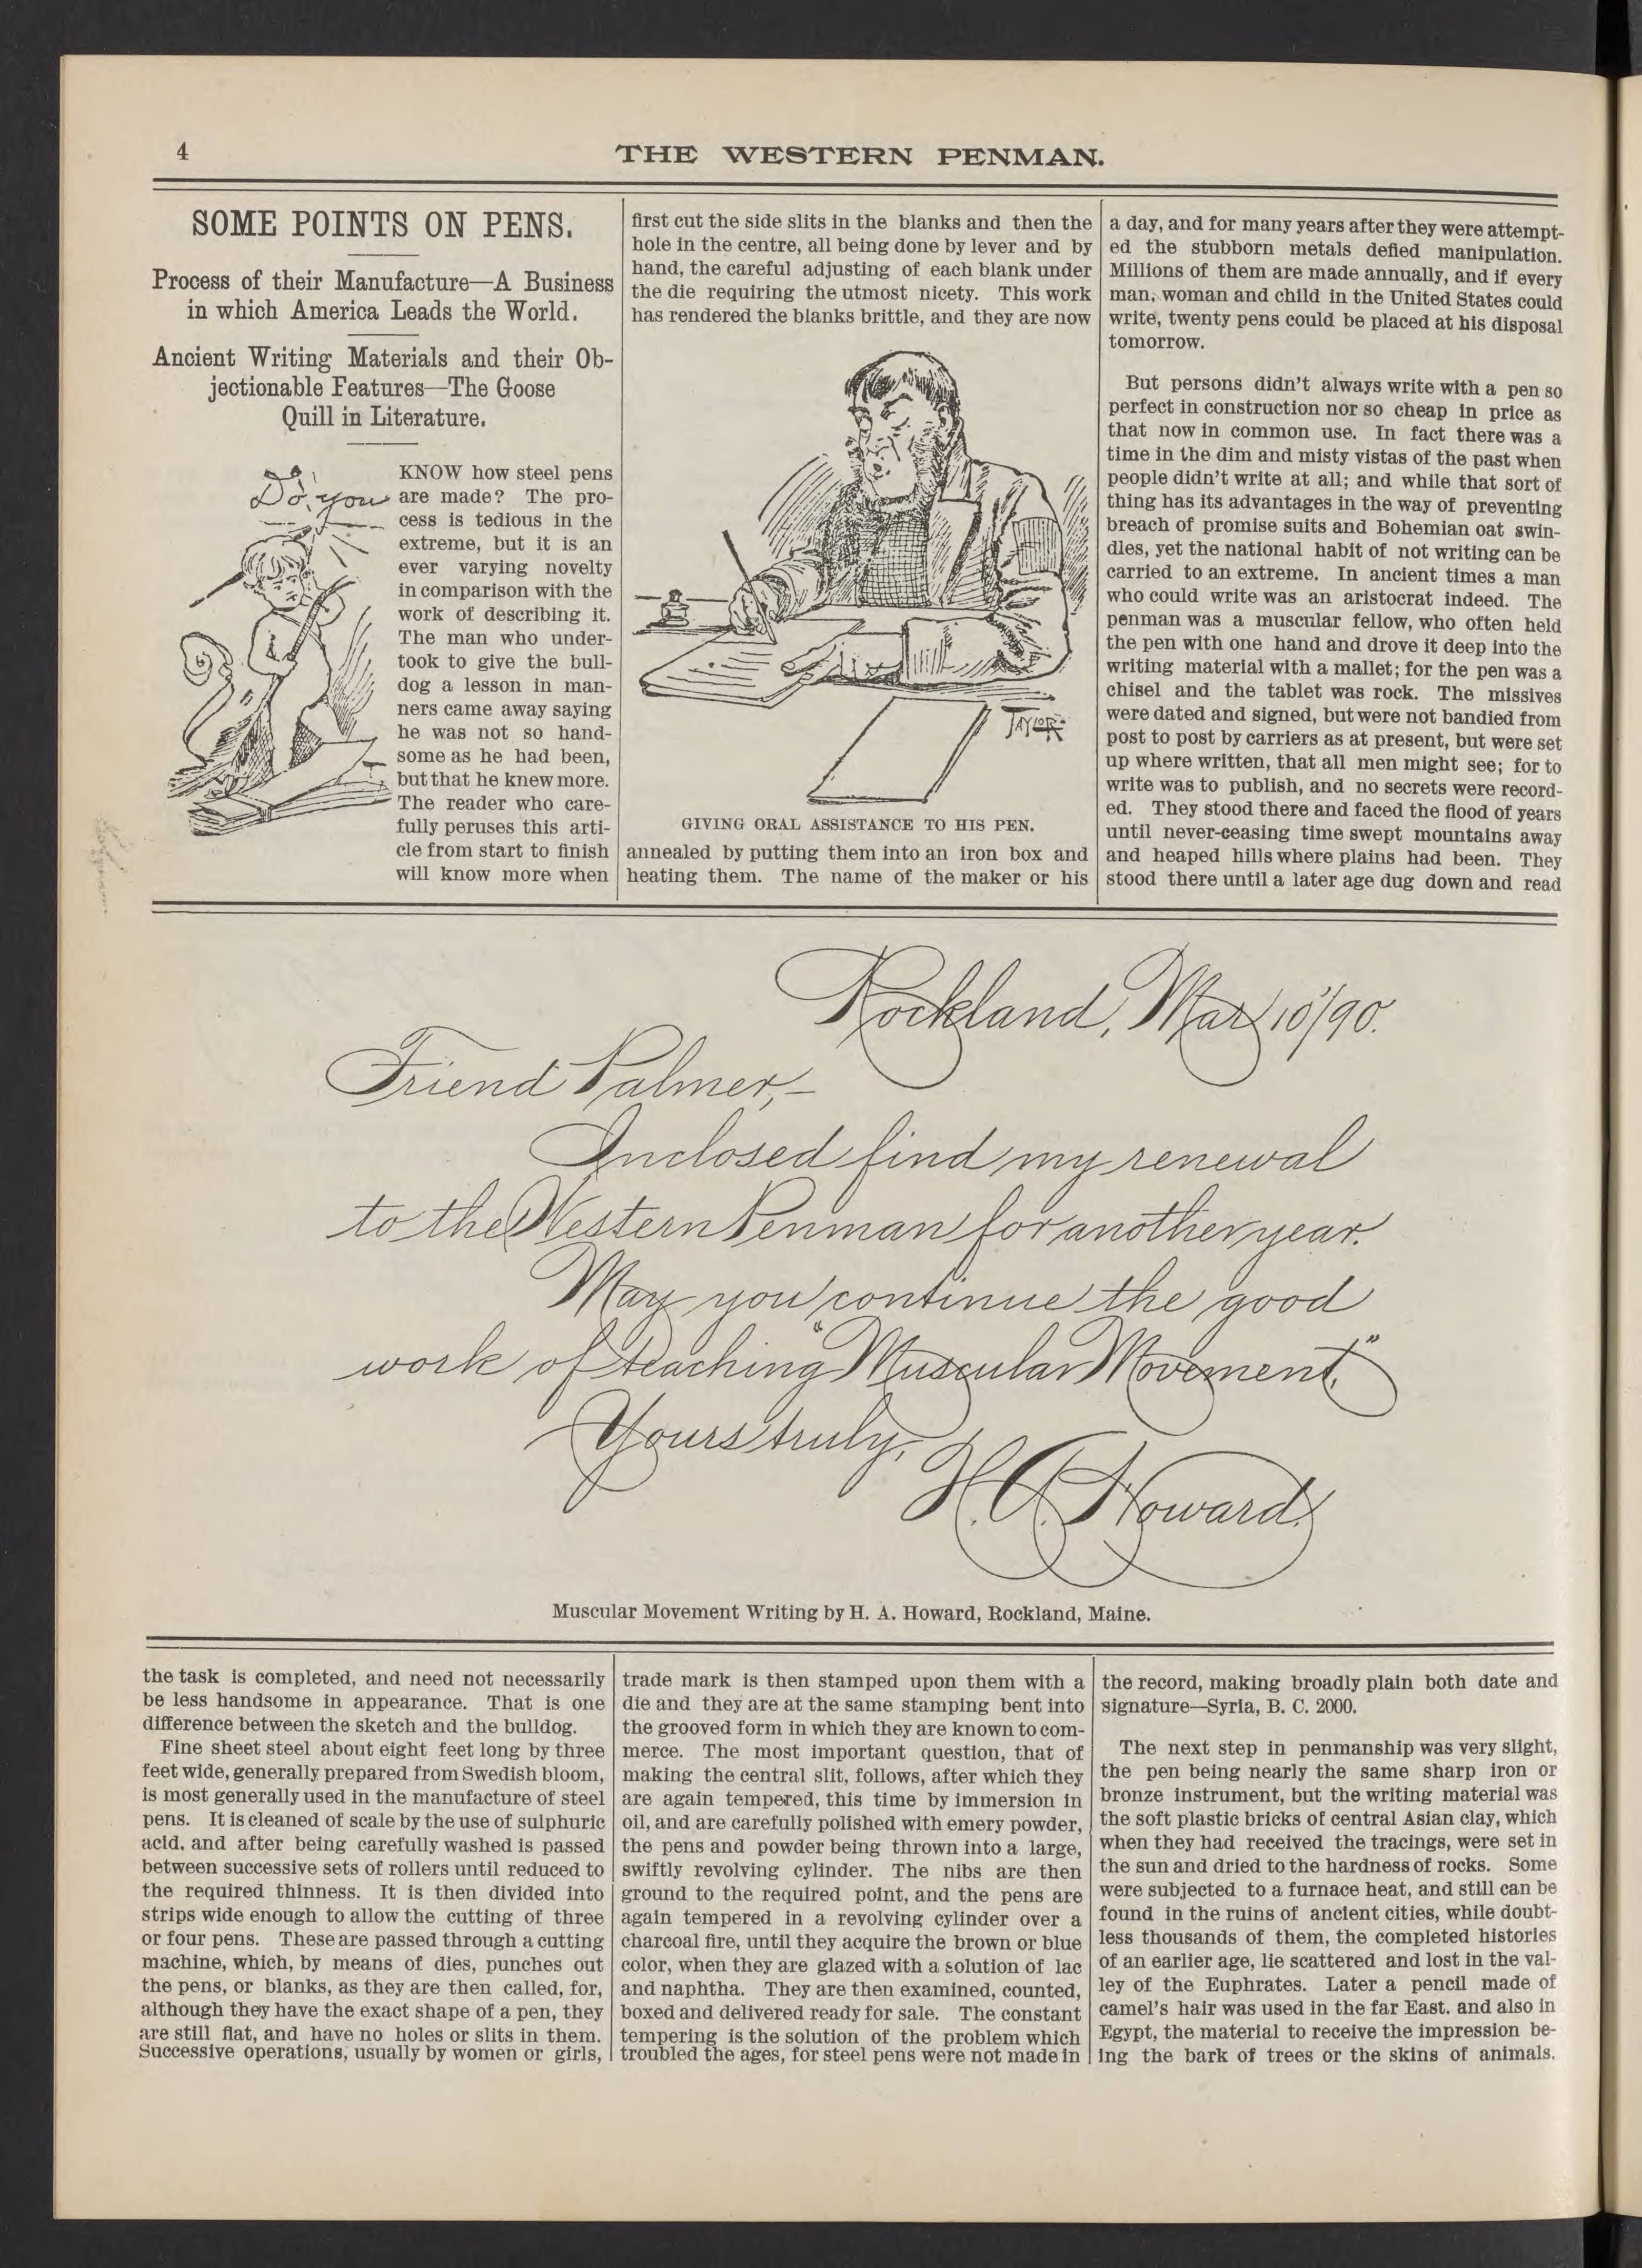 4
THE WESTERN PENMAN.
SOME POINTS ON PENS.
Process of their Manufacture—A Business
in which America Leads the World.
Ancient Writing Materials and their Ob-
jectionable Features—The Goose
Quill in Literature.
Do you
KNOW how steel pens
are made? The pro-
cess is tedious in the
extreme, but it is an
ever varying novelty
in comparison with the
work of describing it.
The man who under-
took to give the bull-
dog a lesson in man-
ners came away saying
he was not so hand-
some as he had been,
but that he knew more.
The reader who care-
fully peruses this arti-
cle from start to finish
will know more when
the task is completed, and need not necessarily
be less handsome in appearance. That is one
difference between the sketch and the bulldog.
Fine sheet steel about eight feet long by three
feet wide, generally prepared from Swedish bloom,
is most generally used in the manufacture of steel
pens. It is cleaned of scale by the use of sulphuric
acid, and after being carefully washed is passed
between successive sets of rollers until reduced to
the required thinness. It is then divided into
strips wide enough to allow the cutting of three
or four pens. These are passed through a cutting
machine, which, by means of dies, punches out
the pens, or blanks, as they are then called, for,
although they have the exact shape of a pen, they
are still flat, and have no holes or slits in them.
Successive operations, usually by women or girls,
first cut the side slits in the blanks and then the
hole in the centre, all being done by lever and by
hand, the careful adjusting of each blank under
the die requiring the utmost nicety. This work
has rendered the blanks brittle, and they are now
TAYLOR
GIVING ORAL ASSISTANCE TO HIS PEN.
annealed by putting them into an iron box and
heating them. The name of the maker or his
trade mark is then stamped upon them with a
die and they are at the same stamping bent into
the grooved form in which they are known to com-
merce. The most important question, that of
making the central slit, follows, after which they
are again tempered, this time by immersion in
oil, and are carefully polished with emery powder,
the pens and powder being thrown into a large,
swiftly revolving cylinder. The nibs are then
ground to the required point, and the pens are
again tempered in a revolving cylinder over a
charcoal fire, until they acquire the brown or blue
color, when they are glazed with a solution of lac
and naphtha. They are then examined, counted,
boxed and delivered ready for sale. The constant
tempering is the solution of the problem which
troubled the ages, for steel pens were not made in
a day, and for many years after they were attempt-
ed the stubborn metals defied manipulation.
Millions of them are made annually, and if every
man, woman and child in the United States could
write, twenty pens could be placed at his disposal
tomorrow.
But persons didn't always write with a pen so
perfect in construction nor so cheap in price as
that now in common use. In fact there was a
time in the dim and misty vistas of the past when
people didn't write at all; and while that sort of
thing has its advantages in the way of preventing
breach of promise suits and Bohemian oat swin-
dles, yet the national habit of not writing can be
carried to an extreme. In ancient times a man
who could write was an aristocrat indeed. The
penman was a muscular fellow, who often held
the pen with one hand and drove it deep into the
writing material with a mallet; for the pen was a
chisel and the tablet was rock. The missives
were dated and signed, but were not bandied from
post to post by carriers as at present, but were set
up where written, that all men might see; for to
write was to publish, and no secrets were record-
ed. They stood there and faced the flood of years
until never-ceasing time swept mountains away
and heaped hills where plains had been. They
stood there until a later age dug down and read
the record, making broadly plain both date and
signature—Syria, B. C. 2000.
The next step in penmanship was very slight,
the pen being nearly the same sharp iron or
bronze instrument, but the writing material was
the soft plastic bricks of central Asian clay, which
when they had received the tracings, were set in
the sun and dried to the hardness of rocks. Some
were subjected to a furnace heat, and still can be
found in the ruins of ancient cities, while doubt-
less thousands of them, the completed histories
of an earlier age, lie scattered and lost in the val-
ley of the Euphrates. Later a pencil made of
camel's hair was used in the far East. and also in
Egypt, the material to receive the impression be-
ing the bark of trees or the skins of animals.
Rockland, Mar 10/90.
Friend Palmer,—
Inclosed find my renewal
to the Western Penman for another year.
May you continue the good
work of teaching "Muscular Movement."
Yours truly,
H. A. Howard.
Muscular Movement Writing by H. A. Howard, Rockland, Maine.